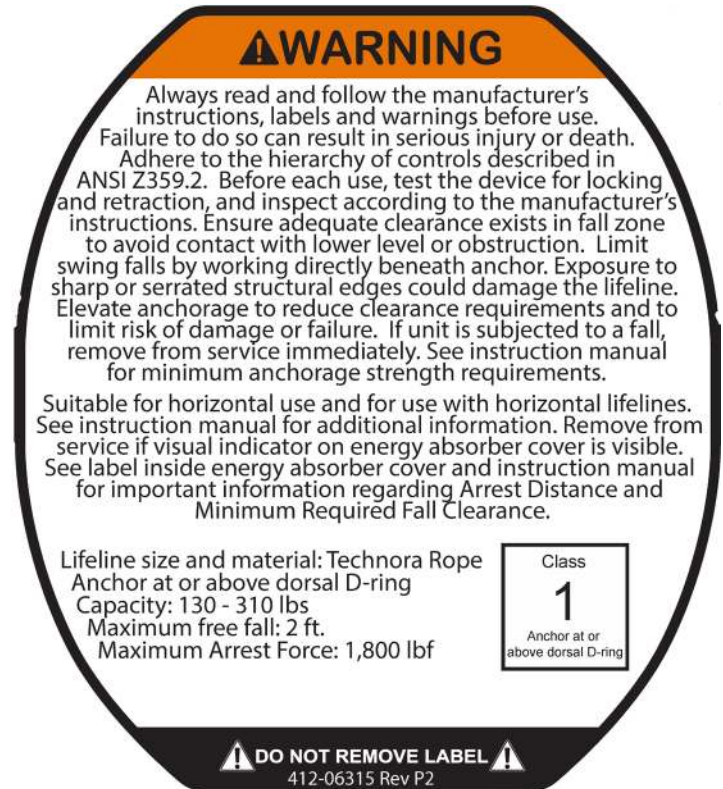 WARNING
Always read and follow the manufacturer's
instructions, labels and warnings before use.
Failure to do so can result in serious injury or death.
Adhere to the hierarchy of controls described in
ANSI Z359.2. Before each use, test the device for locking
and retraction, and inspect according to the manufacturer's
instructions. Ensure adequate clearance exists in fall zone
to avoid contact with lower level or obstruction. Limit
swing falls by working directly beneath anchor. Exposure to
sharp or serrated structural edges could damage the lifeline.
Elevate anchorage to reduce clearance requirements and to
limit risk of damage or failure. If unit is subjected to a fall,
remove from service immediately. See instruction manual
for minimum anchorage strength requirements.
Suitable for horizontal use and for use with horizontal lifelines.
See instruction manual for additional information. Remove from
service if visual indicator on energy absorber cover is visible.
See label inside energy absorber cover and instruction manual
for important information regarding Arrest Distance and
Minimum Required Fall Clearance.
Lifeline size and material: Technora Rope
Anchor at or above dorsal D-ring
Capacity: 130 - 310 lbs
Maximum free fall: 2 ft.
Maximum Arrest Force: 1,800 lbf
Class
1
Anchor at or
above dorsal D-ring
DO NOT REMOVE LABEL
412-06315 Rev P2